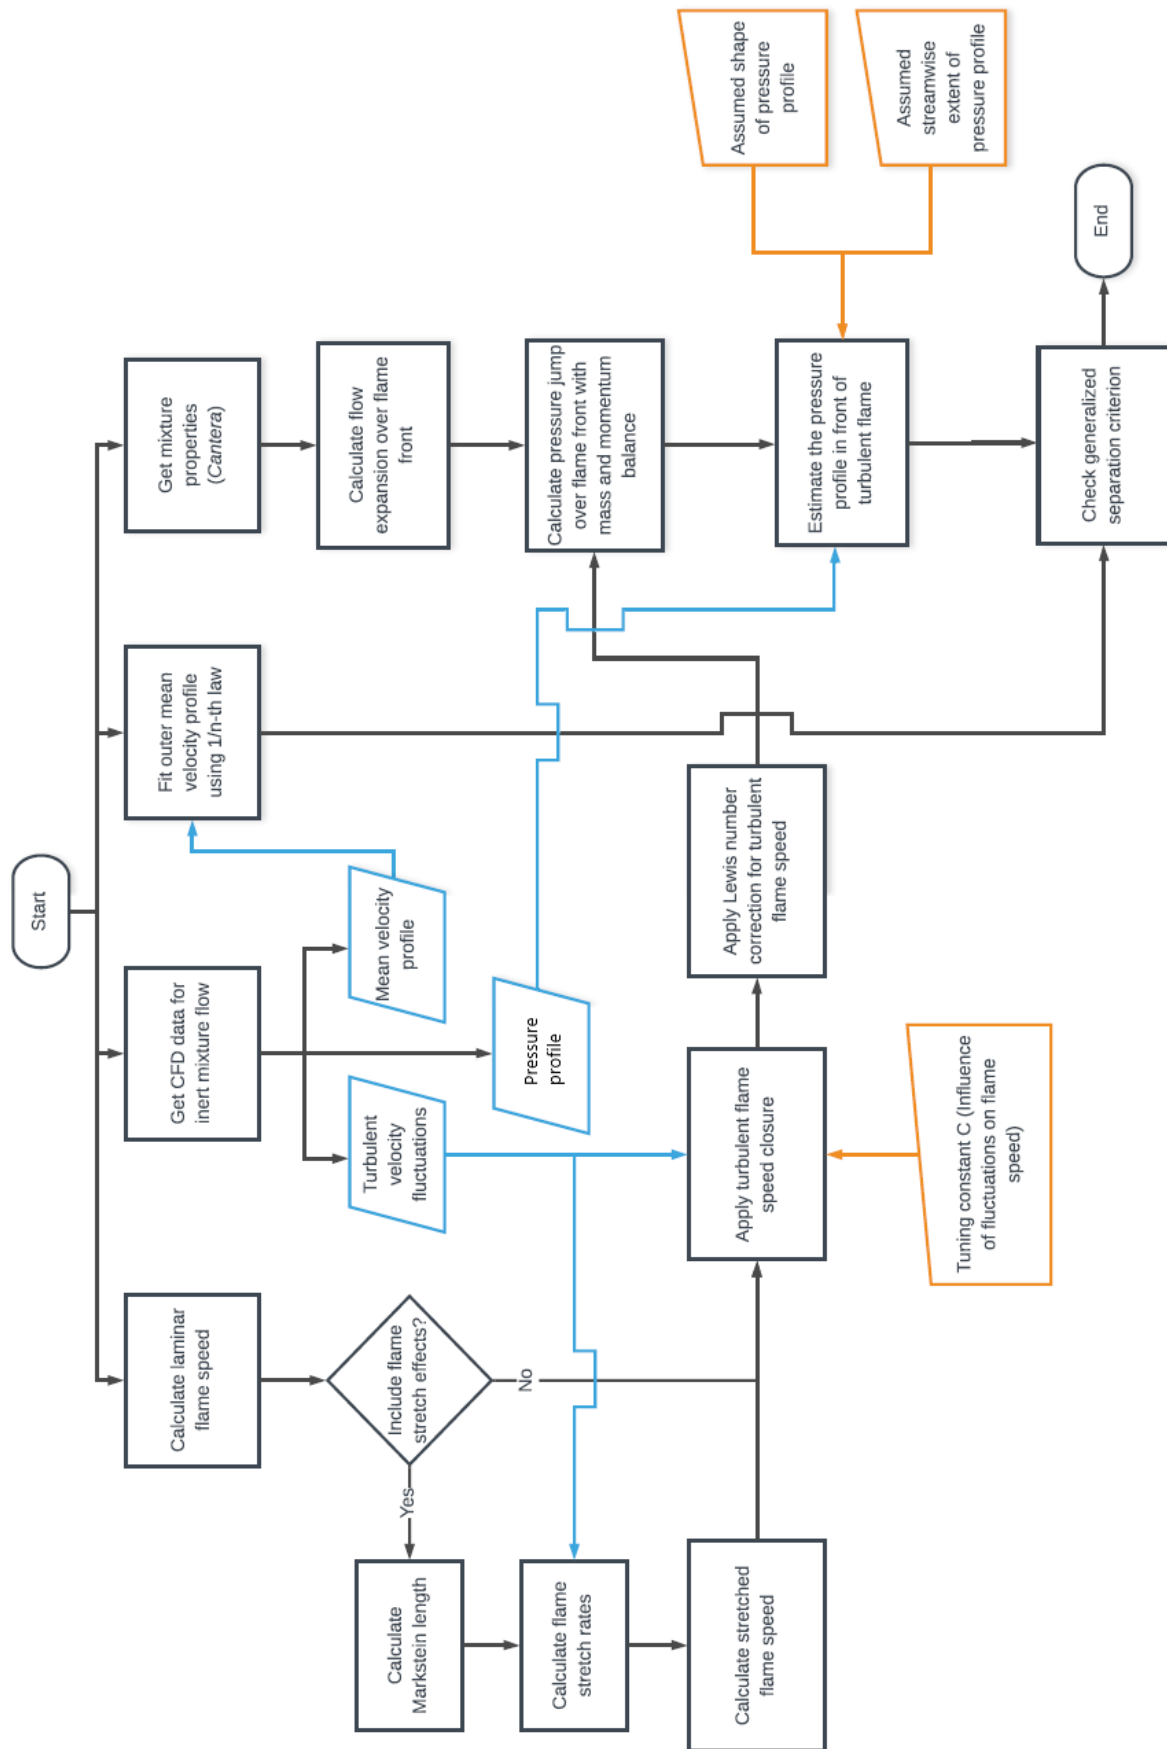 Start
Calculate laminar
flame speed
Get CFD data for
inert mixture flow
Fit outer mean
velocity profile
using 1/n-th law
Get mixture
properties
(Cantera)
Include flame
stretch effects?
Yes
No
Turbulent
velocity
fluctuations
Mean velocity
profile
Calculate flow
expansion over flame
front
Calculate
Markstein length
Pressure
profile
Calculate flame
stretch rates
Calculate pressure jump
over flame front with
mass and momentum
balance
Calculate stretched
flame speed
Apply turbulent flame
speed closure
Apply Lewis number
correction for turbulent
flame speed
Assumed shape
of pressure
profile
Estimate the pressure
profile in front of
turbulent flame
Assumed
streamwise
extent of
pressure profile
Tuning constant C (Influence
of fluctuations on flame
speed)
Check generalized
separation criterion
End